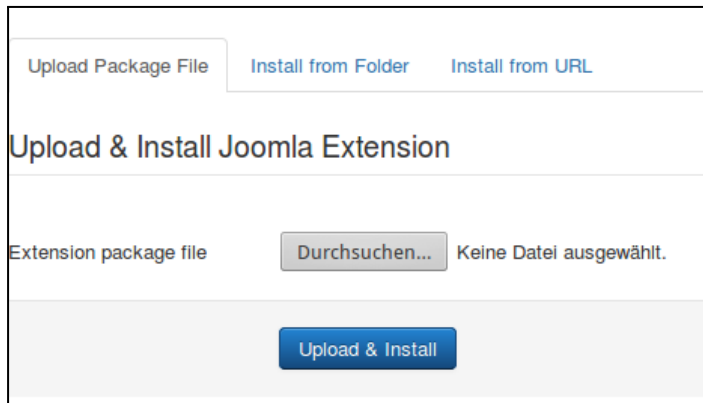 Upload Package File Install from Folder Install from URL
Upload & Install Joomla Extension
Extension package file Durchsuchen... Keine Datei ausgewählt.
Upload & Install